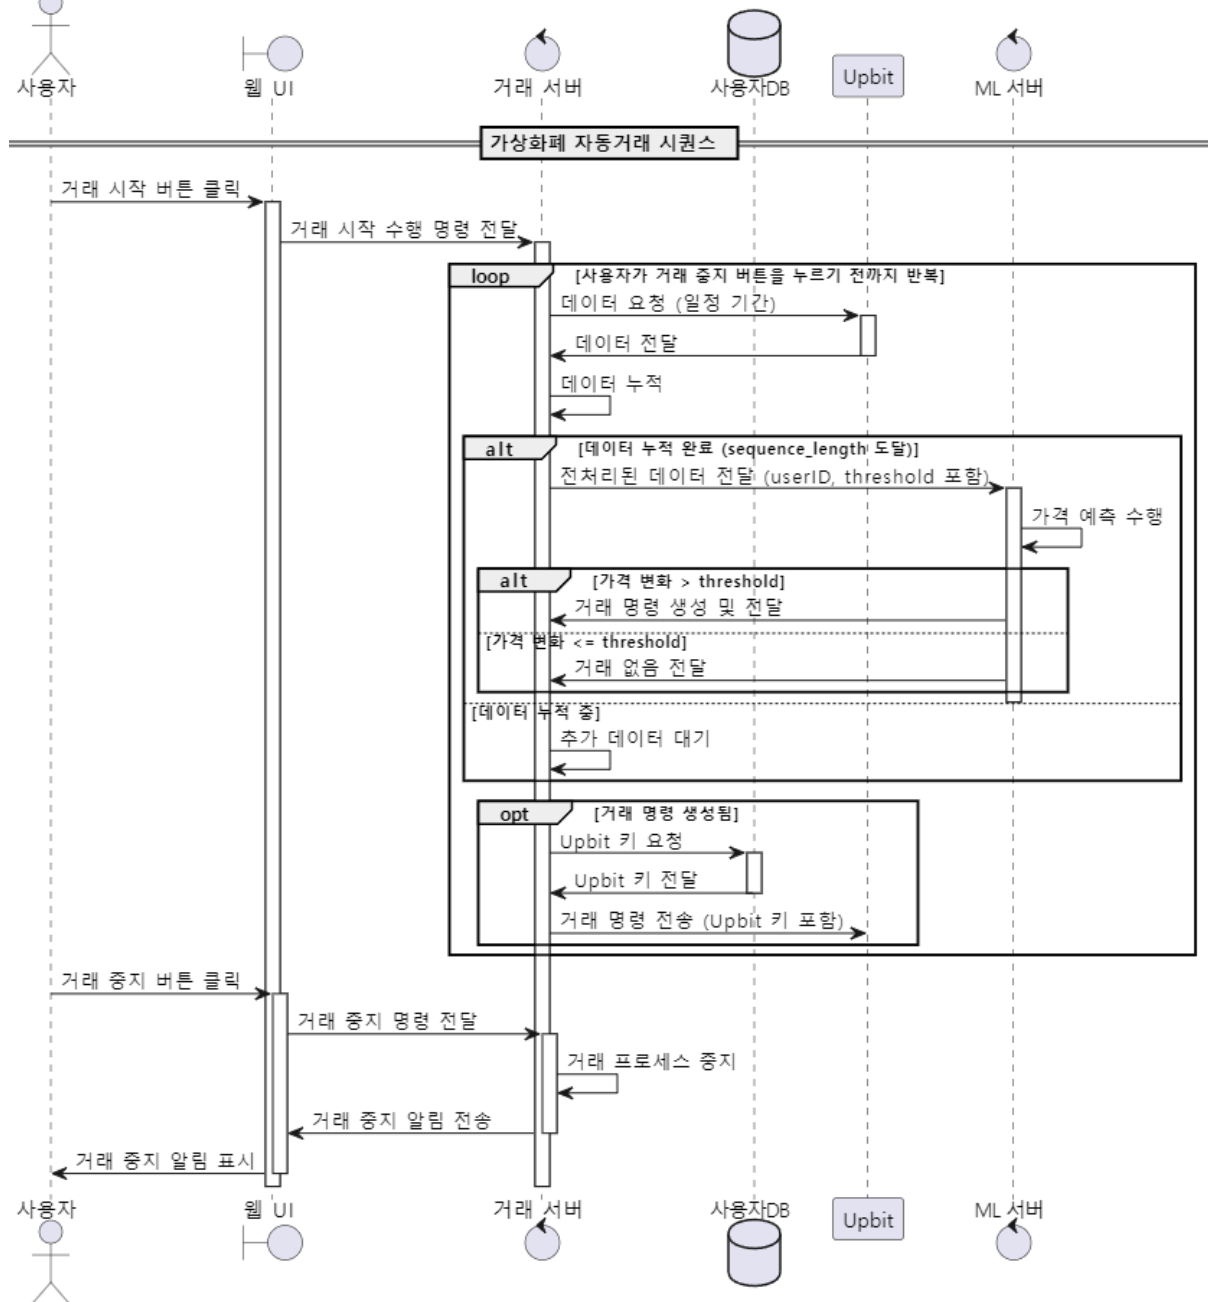 사용자
웹 UI
거래 서버
사용자DB
Upbit
ML 서버
가상화폐 자동거래 시퀀스
거래 시작 버튼 클릭
거래 시작 수행 명령 전달
loop
[사용자가 거래 중지 버튼을 누르기 전까지 반복]
데이터 요청 (일정 기간)
데이터 전달
데이터 누적
alt
[데이터 누적 완료 (sequence_length 도달)]
전처리된 데이터 전달 (userID, threshold 포함)
가격 예측 수행
alt
[가격 변화 > threshold]
거래 명령 생성 및 전달
[가격 변화 <= threshold]
거래 없음 전달
[데이터 누적 중]
추가 데이터 대기
opt
[거래 명령 생성됨]
Upbit 키 요청
Upbit 키 전달
거래 명령 전송 (Upbit 키 포함)
거래 중지 버튼 클릭
거래 중지 명령 전달
거래 프로세스 중지
거래 중지 알림 전송
거래 중지 알림 표시
사용자
웹 UI
거래 서버
사용자DB
Upbit
ML 서버